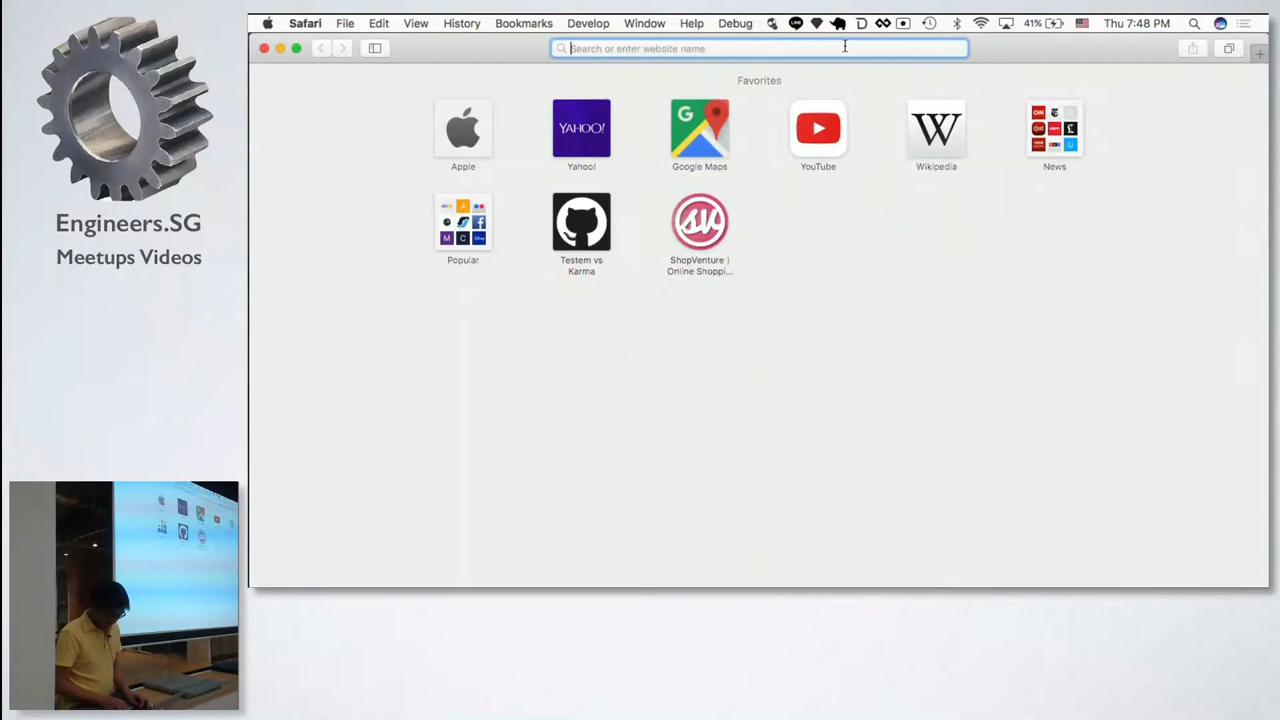 Safari File Edit View History Bookmarks Develop Window Help Debug LINE 41% Thu 7:48 PM
Search or enter website name
Favorites
G YAHOO! W
Apple Yahoo! Google Maps YouTube Wikipedia News
sv
Popular Testem vs Karma ShopVenture | Online Shoppi...
Engineers.SG
Meetups Videos